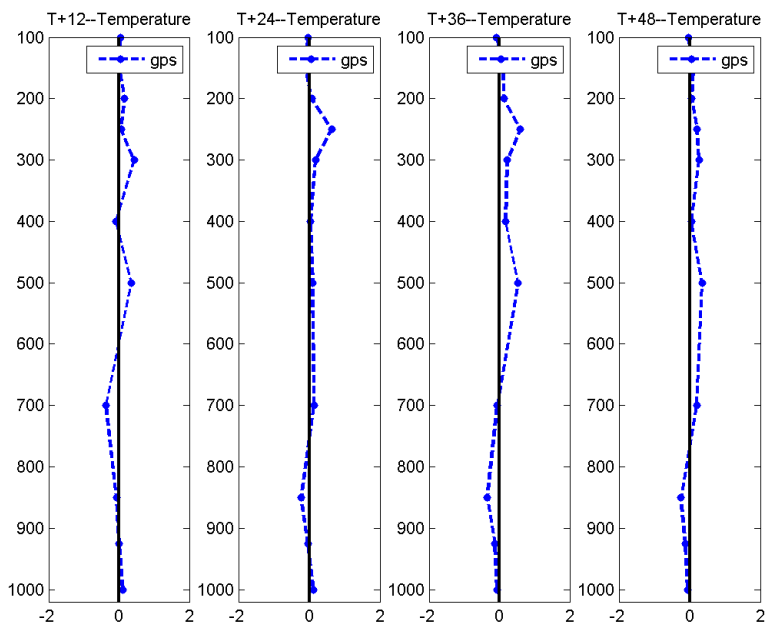 T+12--Temperature T+24--Temperature T+36--Temperature T+48--Temperature
100 100 100 100
gps gps gps gps
200 200 200 200
300 300 300 300
400 400 400 400
500 500 500 500
600 600 600 600
700 700 700 700
800 800 800 800
900 900 900 900
1000 1000 1000 1000
-2 0 2 -2 0 2 -2 0 2 -2 0 2